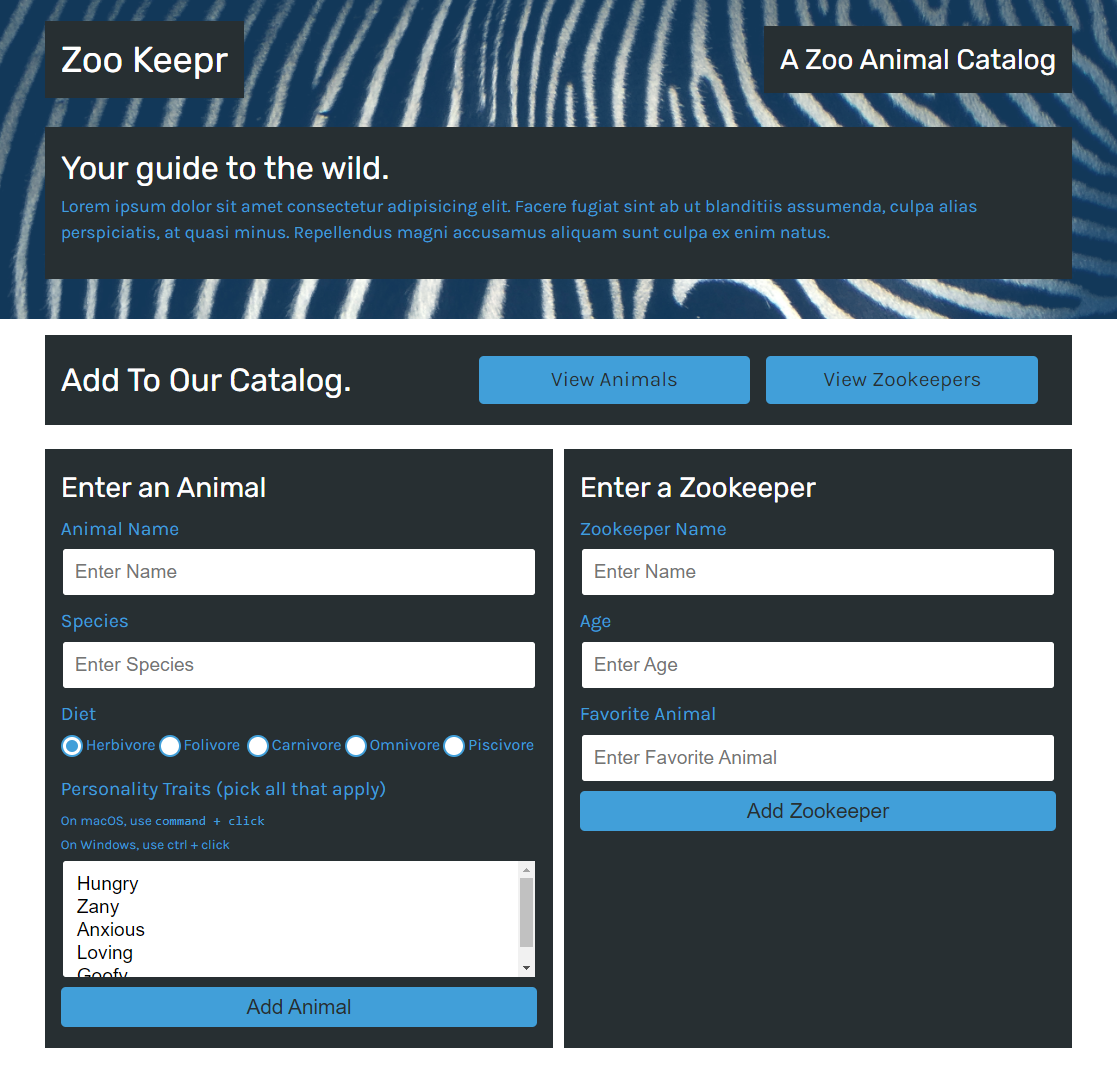 Zoo Keepr
A Zoo Animal Catalog
Your guide to the wild.
Lorem ipsum dolor sit amet consectetur adipisicing elit. Facere fugiat sint ab ut blanditiis assumenda, culpa alias
perspiciatis, at quasi minus. Repellendus magni accusamus aliquam sunt culpa ex enim natus.
Add To Our Catalog.
View Animals
View Zookeepers
Enter an Animal
Animal Name
Enter Name
Species
Enter Species
Diet
Herbivore Folivore Carnivore Omnivore Piscivore
Personality Traits (pick all that apply)
On macOS, use command + click
On Windows, use ctrl + click
Hungry
Zany
Anxious
Loving
Goofy
Add Animal
Enter a Zookeeper
Zookeeper Name
Enter Name
Age
Enter Age
Favorite Animal
Enter Favorite Animal
Add Zookeeper